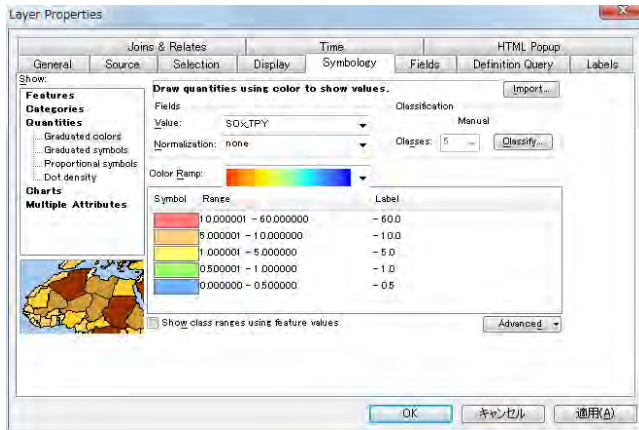 Layer Properties
Joins & Relates Time HTML Popup
General Source Selection Display Symbology Fields Definition Query Labels
Show:
Features
Categories
Quantities
Graduated colors
Graduated symbols
Proportional symbols
Dot density
Charts
Multiple Attributes
Draw quantities using color to show values.
Import...
Fields
Value: SOx_TPY
Normalization: none
Classification
Manual
Classes: 5 Classify...
Color Ramp:
Symbol Range Label
10.000001 - 60.000000 - 60.0
5.000001 - 10.000000 - 10.0
1.000001 - 5.000000 - 5.0
0.500001 - 1.000000 - 1.0
0.000000 - 0.500000 - 0.5
Show class ranges using feature values
Advanced
OK キャンセル 適用(A)